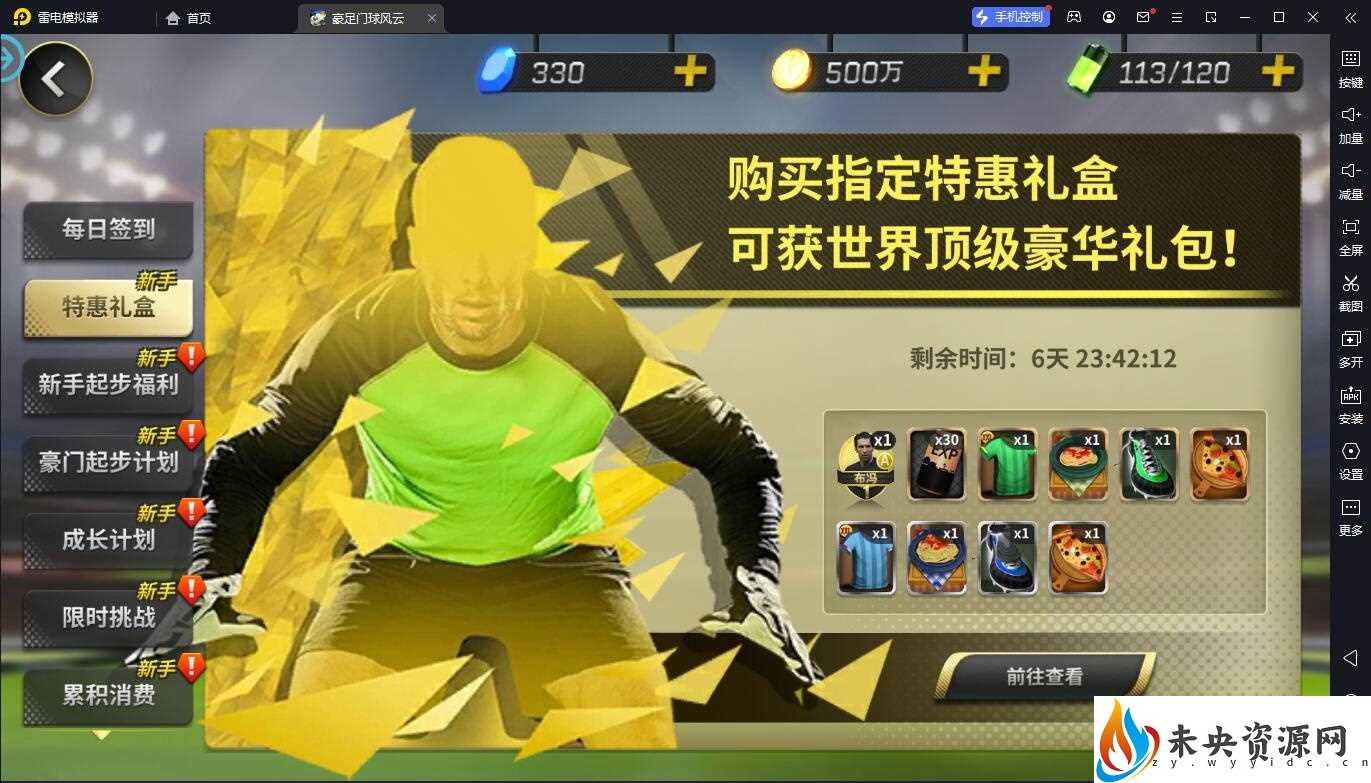 雷电模拟器
首页
豪足门球风云
手机控制
330
500万
113/120
购买指定特惠礼盒
可获世界顶级豪华礼包！
每日签到
新手
特惠礼盒
新手
新手起步福利
新手
豪门起步计划
新手
成长计划
新手
限时挑战
新手
累积消费
剩余时间：6天 23:42:12
x1
A
布冯
x30
EXP
x1
x1
x1
x1
x1
x1
x1
x1
前往查看
按键
加量
减量
全屏
截图
多开
APK
安装
设置
更多
未央资源网
zy.wyyidc.cn